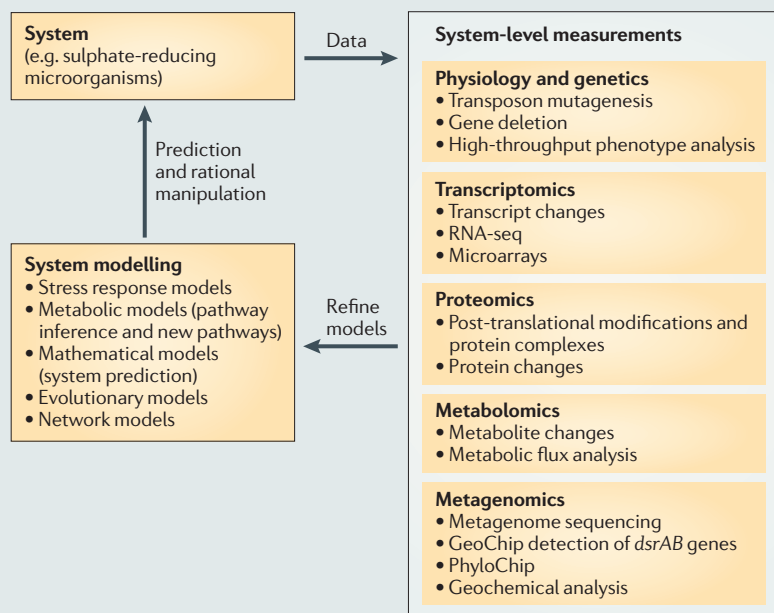 System
(e.g. sulphate-reducing
microorganisms)
Data
Prediction
and rational
manipulation
System modelling
• Stress response models
• Metabolic models (pathway
inference and new pathways)
• Mathematical models
(system prediction)
• Evolutionary models
• Network models
Refine
models
System-level measurements
Physiology and genetics
• Transposon mutagenesis
• Gene deletion
• High-throughput phenotype analysis
Transcriptomics
• Transcript changes
• RNA-seq
• Microarrays
Proteomics
• Post-translational modifications and
protein complexes
• Protein changes
Metabolomics
• Metabolite changes
• Metabolic flux analysis
Metagenomics
• Metagenome sequencing
• GeoChip detection of dsrAB genes
• PhyloChip
• Geochemical analysis